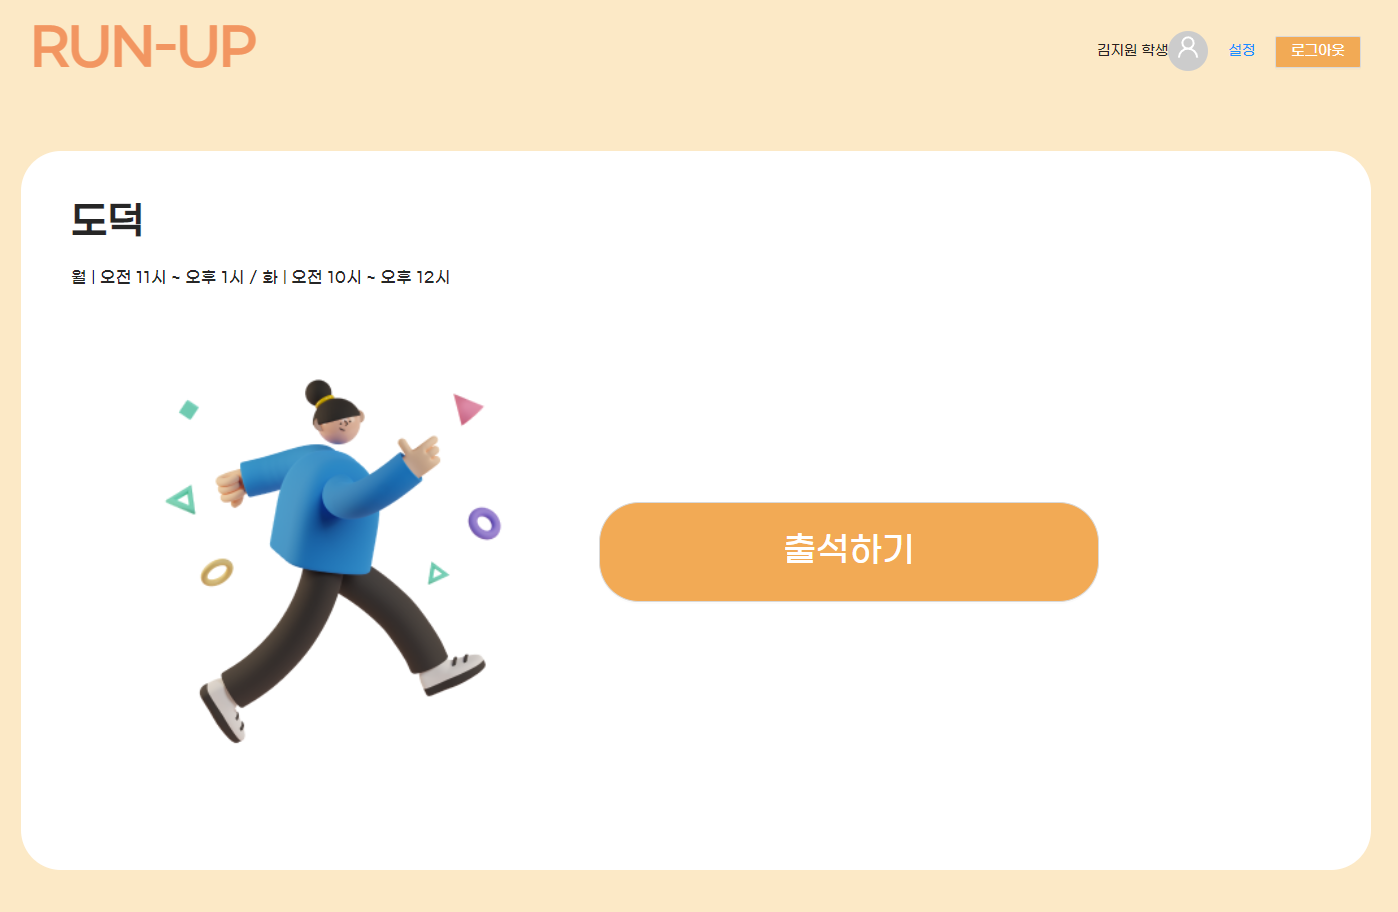 RUN-UP
김지원 학생
설정
로그아웃
도덕
월 | 오전 11시 ~ 오후 1시 / 화 | 오전 10시 ~ 오후 12시
출석하기